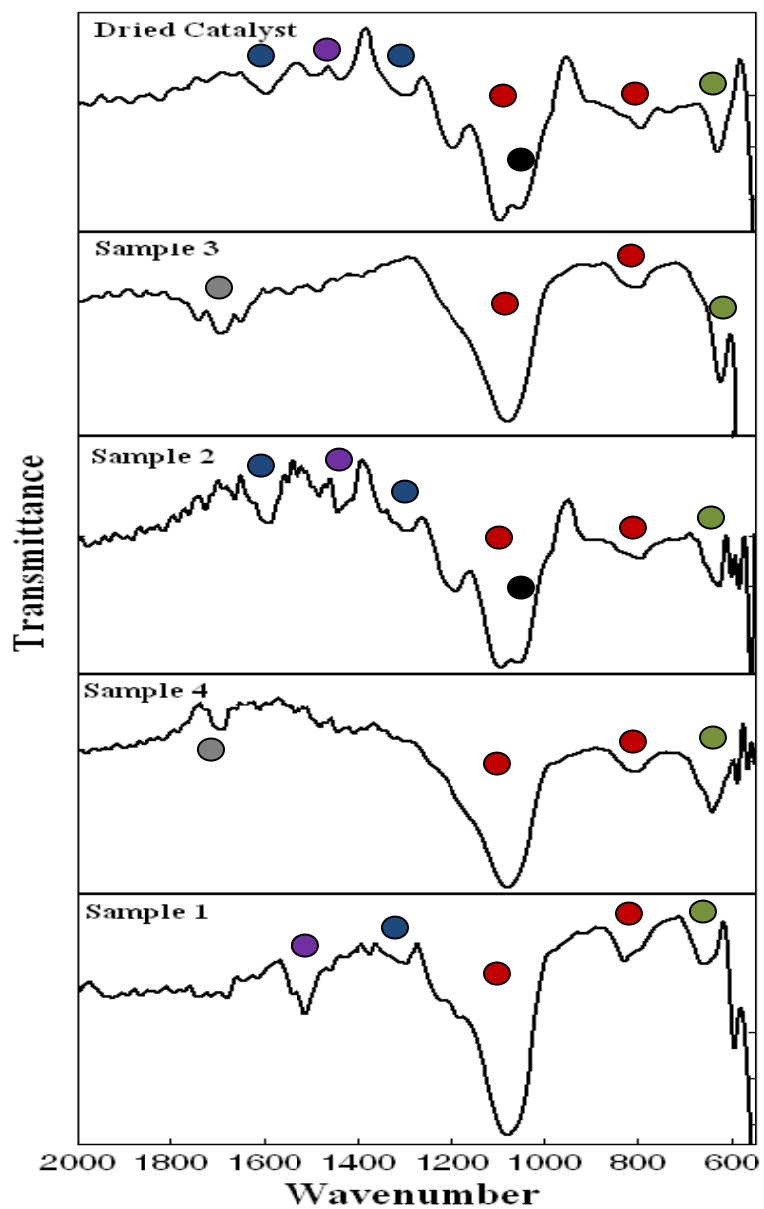 Dried Catalyst
Sample 3
Sample 2
Transmittance
Sample 4
Sample 1
2000 1800 1600 1400 1200 1000 800 600
Wavenumber